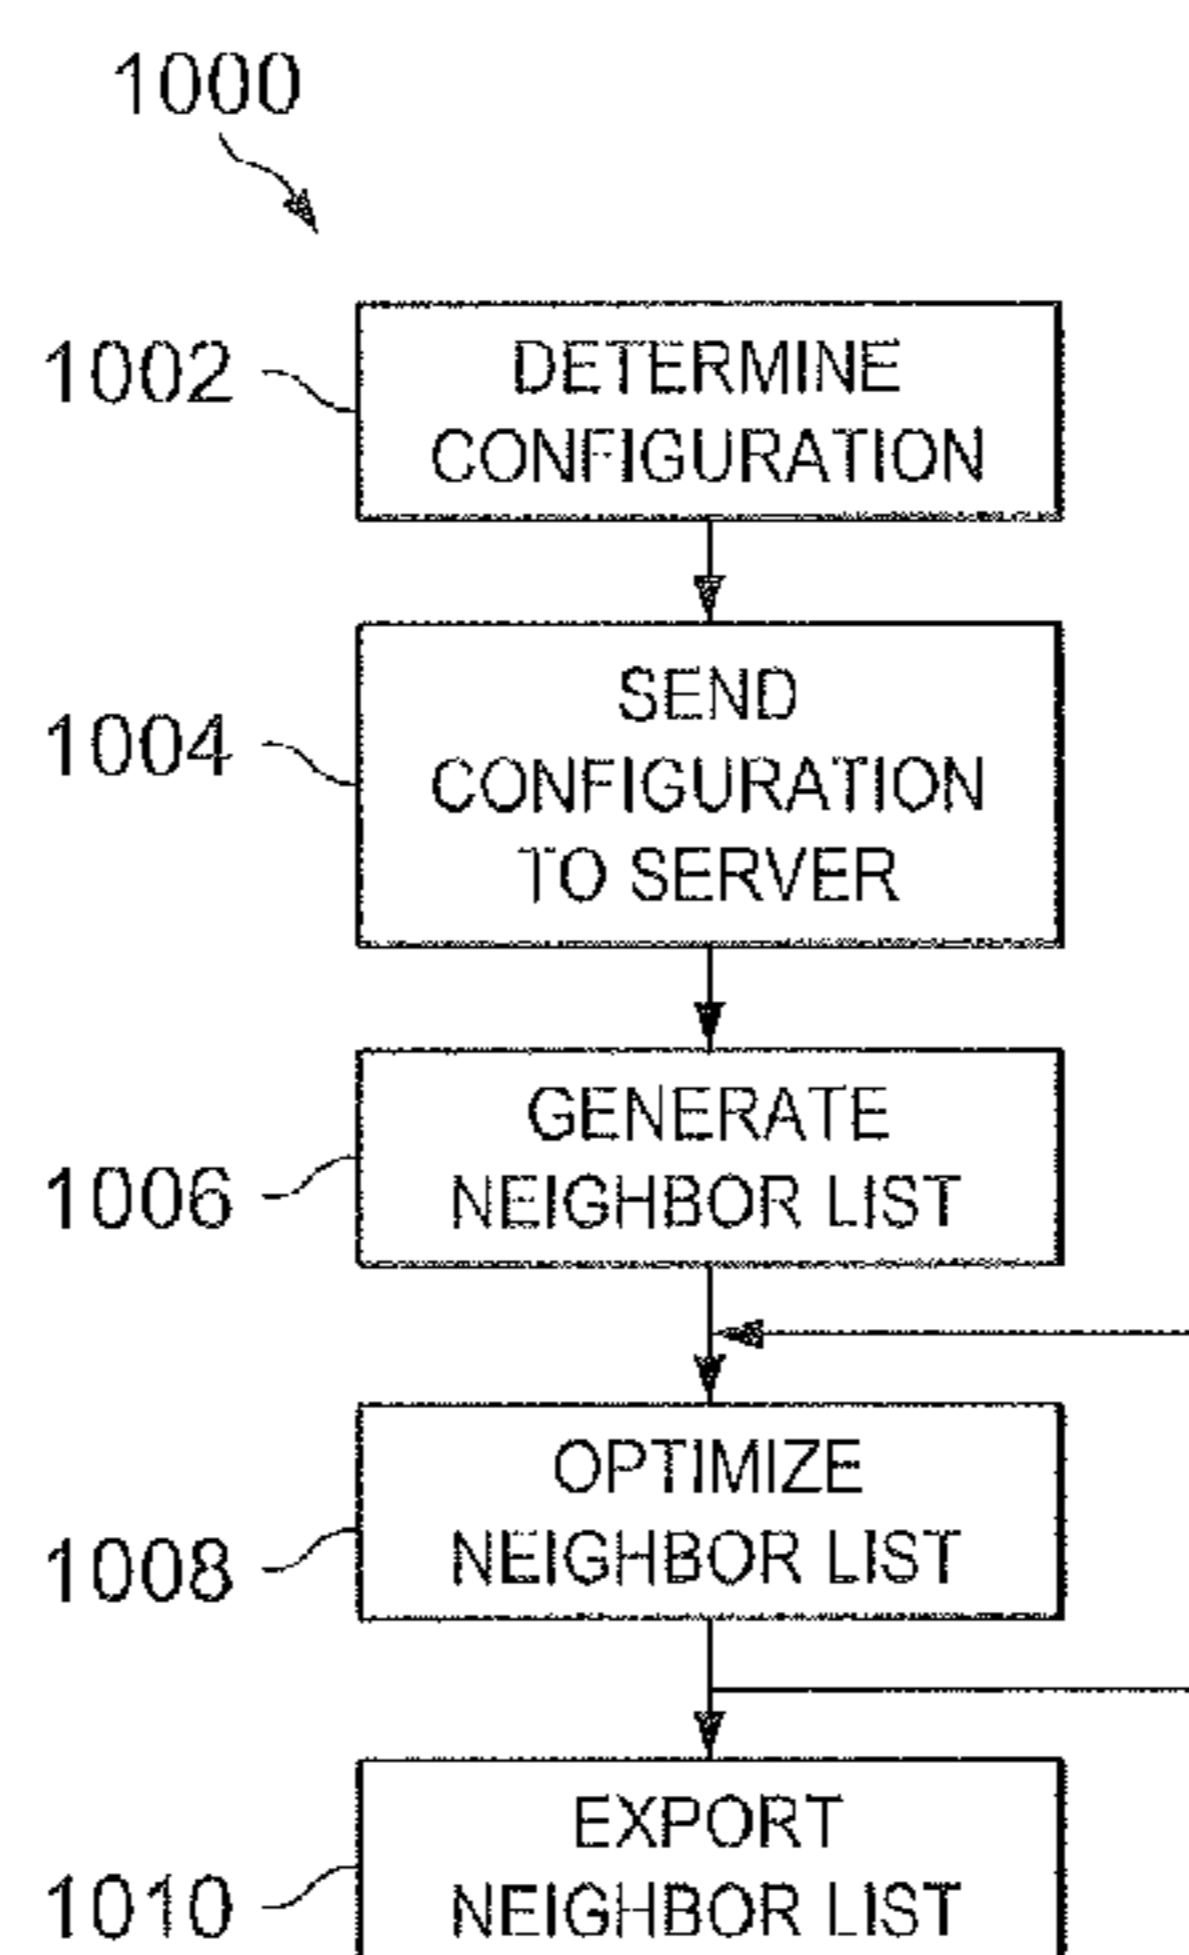 1000
1002
DETERMINE
CONFIGURATION
1004
SEND
CONFIGURATION
TO SERVER
1006
GENERATE
NEIGHBOR LIST
1008
OPTIMIZE
NEIGHBOR LIST
1010
EXPORT
NEIGHBOR LIST